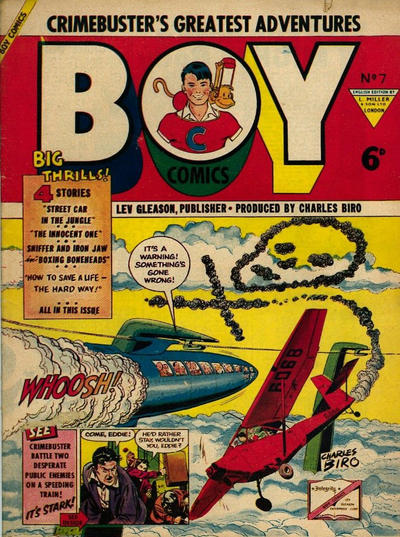 BOY COMICS
CRIMEBUSTER'S GREATEST ADVENTURES
BOY
C
COMICS
Nº7
ENGLISH EDITION BY
L. MILLER
& SON LTD
LONDON.
6D
BIG
THRILLS!
4 STORIES
"STREET CAR
IN THE JUNGLE"
"THE INNOCENT ONE"
SNIFFER AND IRON JAW
in "BOXING BONEHEADS"
"HOW TO SAVE A LIFE —
THE HARD WAY!"
ALL IN THIS ISSUE
LEV GLEASON, PUBLISHER • PRODUCED BY CHARLES BIRO
IT'S A
WARNING!
SOMETHING'S
GONE
WRONG!
WHOOSH!
SEE
CRIMEBUSTER
BATTLE TWO
DESPERATE
PUBLIC ENEMIES
ON A SPEEDING
TRAIN!
IT'S STARK
COME, EDDIE!
HE'D RATHER
STAY, WOULDN'T
YOU, EDDIE?
CHARLES
BIRO
Integrity